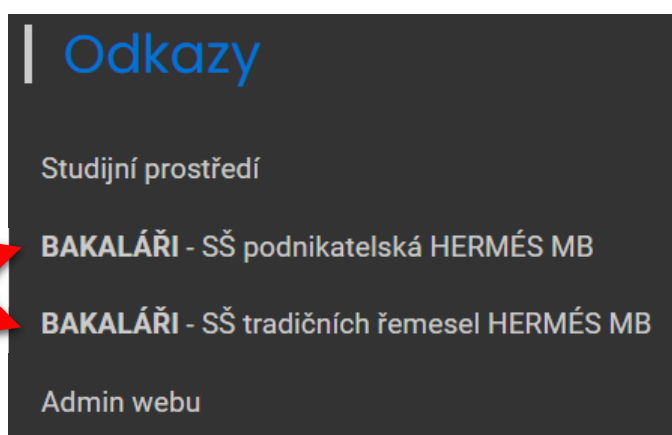 Odkazy
Studijní prostředí
BAKALÁŘI - SŠ podnikatelská HERMÉS MB
BAKALÁŘI - SŠ tradičních řemesel HERMÉS MB
Admin webu